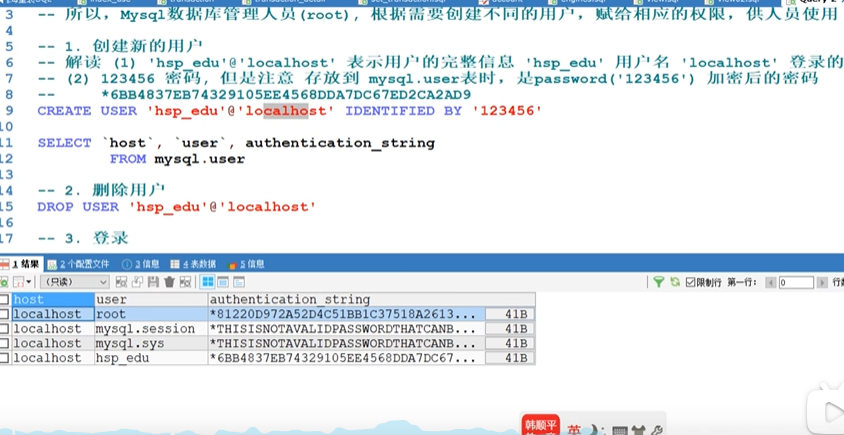 3 -- 所以，Mysql数据库管理人员(root)，根据需要创建不同的用户，赋给相应的权限，供人员使用
4
5 -- 1. 创建新的用户
6 -- 解读 (1) 'hsp_edu'@'localhost' 表示用户的完整信息 'hsp_edu' 用户名 'localhost' 登录的
7 -- (2) 123456 密码，但是注意 存放到 mysql.user表时，是password('123456') 加密后的密码
8 -- *6BB4837EB74329105EE4568DDA7DC67ED2CA2AD9
9 CREATE USER 'hsp_edu'@'localhost' IDENTIFIED BY '123456'
10
11 SELECT `host`, `user`, authentication_string
12 FROM mysql.user
13
14 -- 2. 删除用户
15 DROP USER 'hsp_edu'@'localhost'
16
17 -- 3. 登录
1 结果 2 个配置文件 3 信息 4 表数据 5 信息
(只读) 限制行 第一行: 0
host user authentication_string
localhost root *81220D972A52D4C51BB1C37518A2613... 41B
localhost mysql.session *THISISNOTAVALIDPASSWORDTHATCANB... 41B
localhost mysql.sys *THISISNOTAVALIDPASSWORDTHATCANB... 41B
localhost hsp_edu *6BB4837EB74329105EE4568DDA7DC67... 41B
韩顺平
英